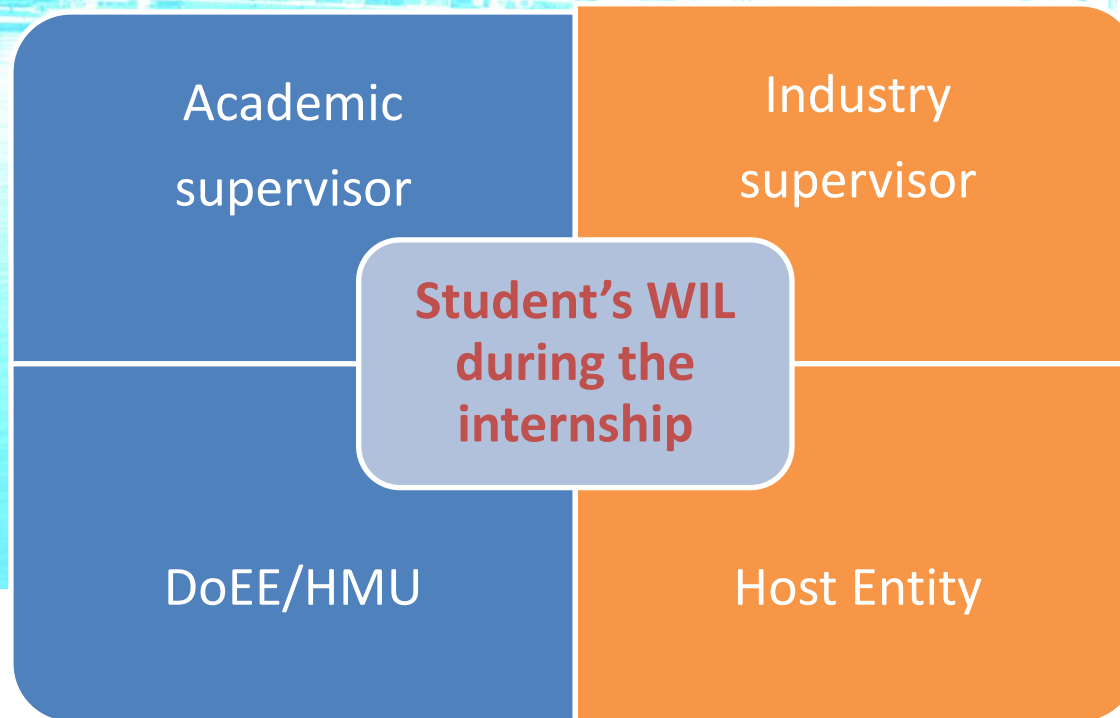 Academic
supervisor
Industry
supervisor
Student’s WIL
during the
internship
DoEE/HMU
Host Entity